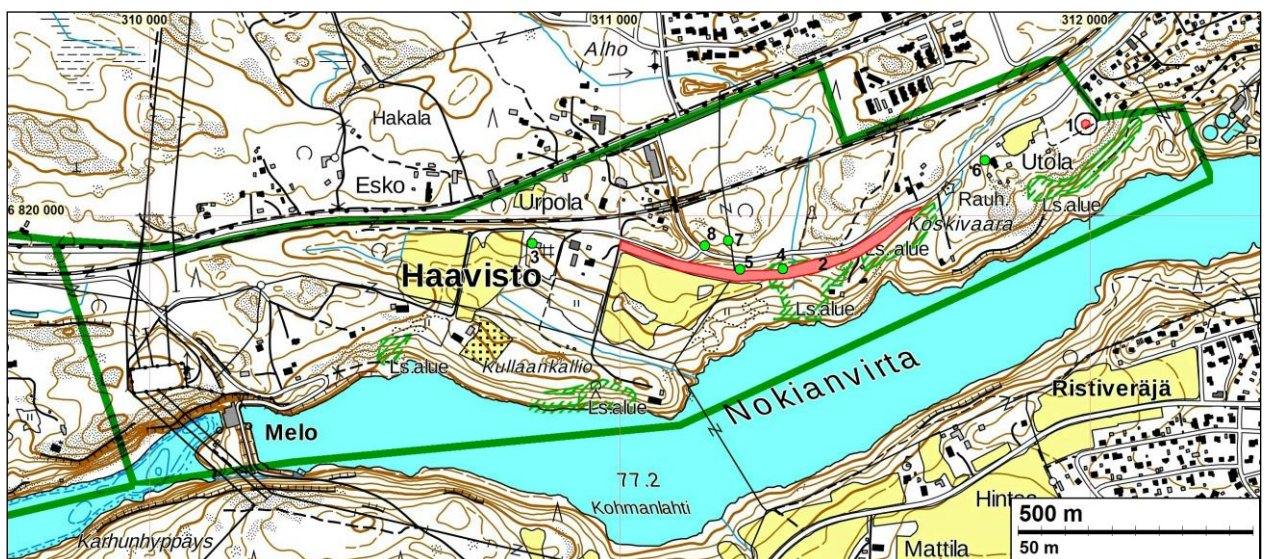 310 000
311 000
312 000
Alho
Hakala
1
Esko
Utola
6
Urpola
Rauh.
Ls.alue
6 820 000
Koskivaara
3
8
7
Ls.alue
Haavisto
5
4
2
Ls.alue
Kullaankallio
Ls.alue
Ls.alue
Nokianvirta
Ristiveräjä
Melo
77.2
Kohmanlahti
500 m
50 m
Karhunhyppäys
Mattila